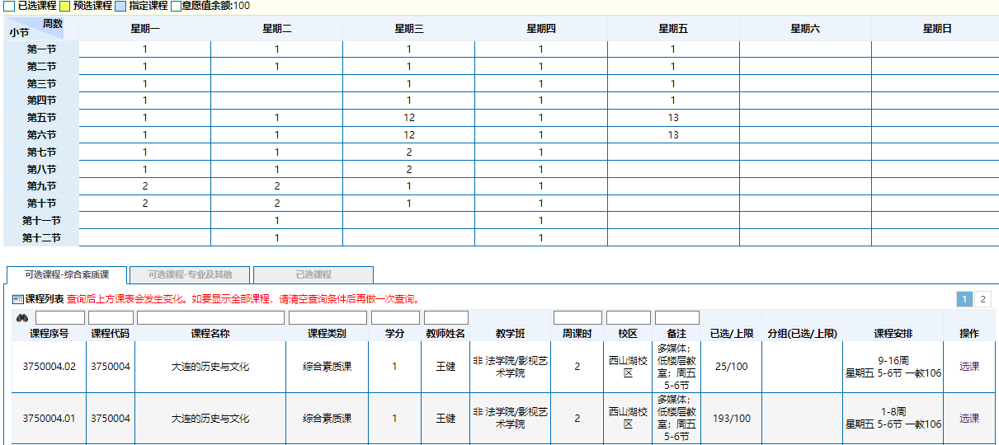 已选课程 预选课程 指定课程 意愿值余额:100
周数
小节 星期一 星期二 星期三 星期四 星期五 星期六 星期日
第一节 1 1 1 1 1
第二节 1 1 1 1 1
第三节 1 1 1 1
第四节 1 1 1 1
第五节 1 1 12 1 13
第六节 1 1 12 1 13
第七节 1 1 2 1
第八节 1 1 2 1
第九节 2 2 1 1
第十节 2 2 1 1
第十一节 1 1
第十二节 1 1
可选课程-综合素质课 可选课程-专业及其他 已选课程
课程列表 查询后上方课表会发生变化。如要显示全部课程，请清空查询条件后再做一次查询。 1 2
课程序号 课程代码 课程名称 课程类别 学分 教师姓名 教学班 周课时 校区 备注 已选/上限 分组(已选/上限) 课程安排 操作
3750004.02 3750004 大连的历史与文化 综合素质课 1 王健 非 法学院/影视艺术学院 2 西山湖校区 多媒体；低楼层教室；周五5-6节 25/100 9-16周 星期五 5-6节 一教106 选课
3750004.01 3750004 大连的历史与文化 综合素质课 1 王健 非 法学院/影视艺术学院 2 西山湖校区 多媒体；低楼层教室；周五5-6节 193/100 1-8周 星期五 5-6节 一教106 选课